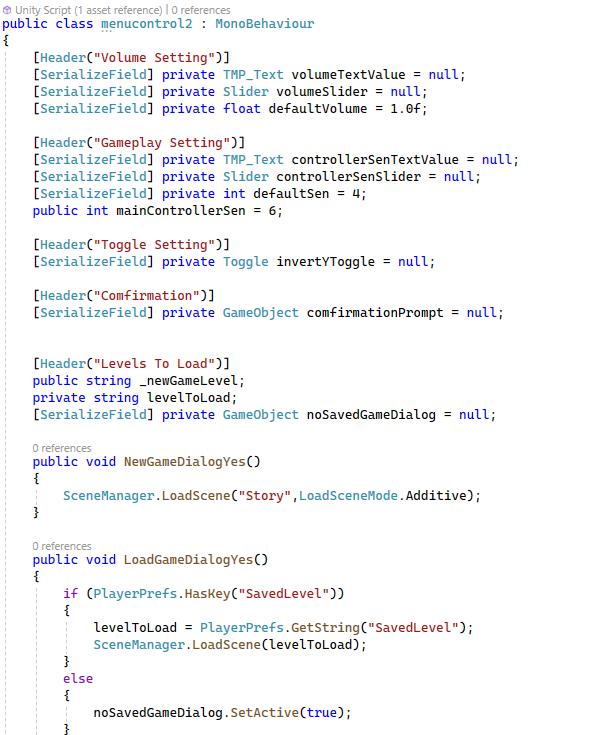 Unity Script (1 asset reference) | 0 references
public class menucontrol2 : MonoBehaviour
{
[Header("Volume Setting")]
[SerializeField] private TMP_Text volumeTextValue = null;
[SerializeField] private Slider volumeSlider = null;
[SerializeField] private float defaultVolume = 1.0f;
[Header("Gameplay Setting")]
[SerializeField] private TMP_Text controllerSenTextValue = null;
[SerializeField] private Slider controllerSenSlider = null;
[SerializeField] private int defaultSen = 4;
public int mainControllerSen = 6;
[Header("Toggle Setting")]
[SerializeField] private Toggle invertYToggle = null;
[Header("Comfirmation")]
[SerializeField] private GameObject comfirmationPrompt = null;
[Header("Levels To Load")]
public string _newGameLevel;
private string levelToLoad;
[SerializeField] private GameObject noSavedGameDialog = null;
0 references
public void NewGameDialogYes()
{
SceneManager.LoadScene("Story",LoadSceneMode.Additive);
}
0 references
public void LoadGameDialogYes()
{
if (PlayerPrefs.HasKey("SavedLevel"))
{
levelToLoad = PlayerPrefs.GetString("SavedLevel");
SceneManager.LoadScene(levelToLoad);
}
else
{
noSavedGameDialog.SetActive(true);
}